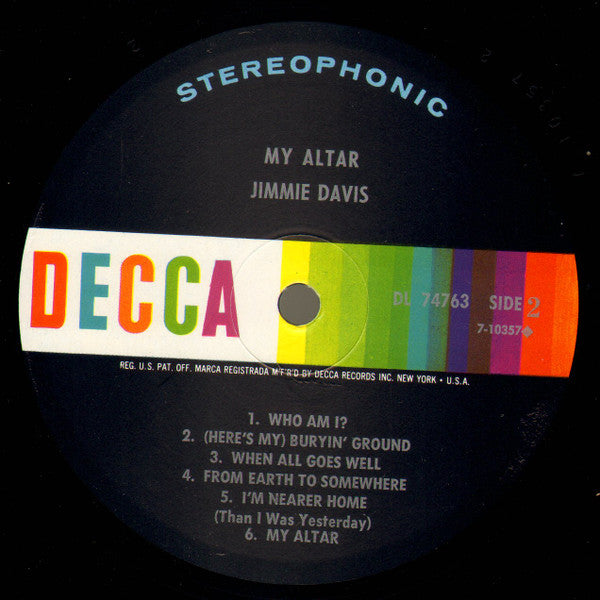 STEREOPHONIC
MY ALTAR
JIMMIE DAVIS
DECCA
DL 74763 SIDE 2
7-10357
REG. U.S. PAT. OFF. MARCA REGISTRADA M'F'R'D BY DECCA RECORDS INC. NEW YORK • U.S.A.
1. WHO AM I?
2. (HERE'S MY) BURYIN' GROUND
3. WHEN ALL GOES WELL
4. FROM EARTH TO SOMEWHERE
5. I'M NEARER HOME
(Than I Was Yesterday)
6. MY ALTAR